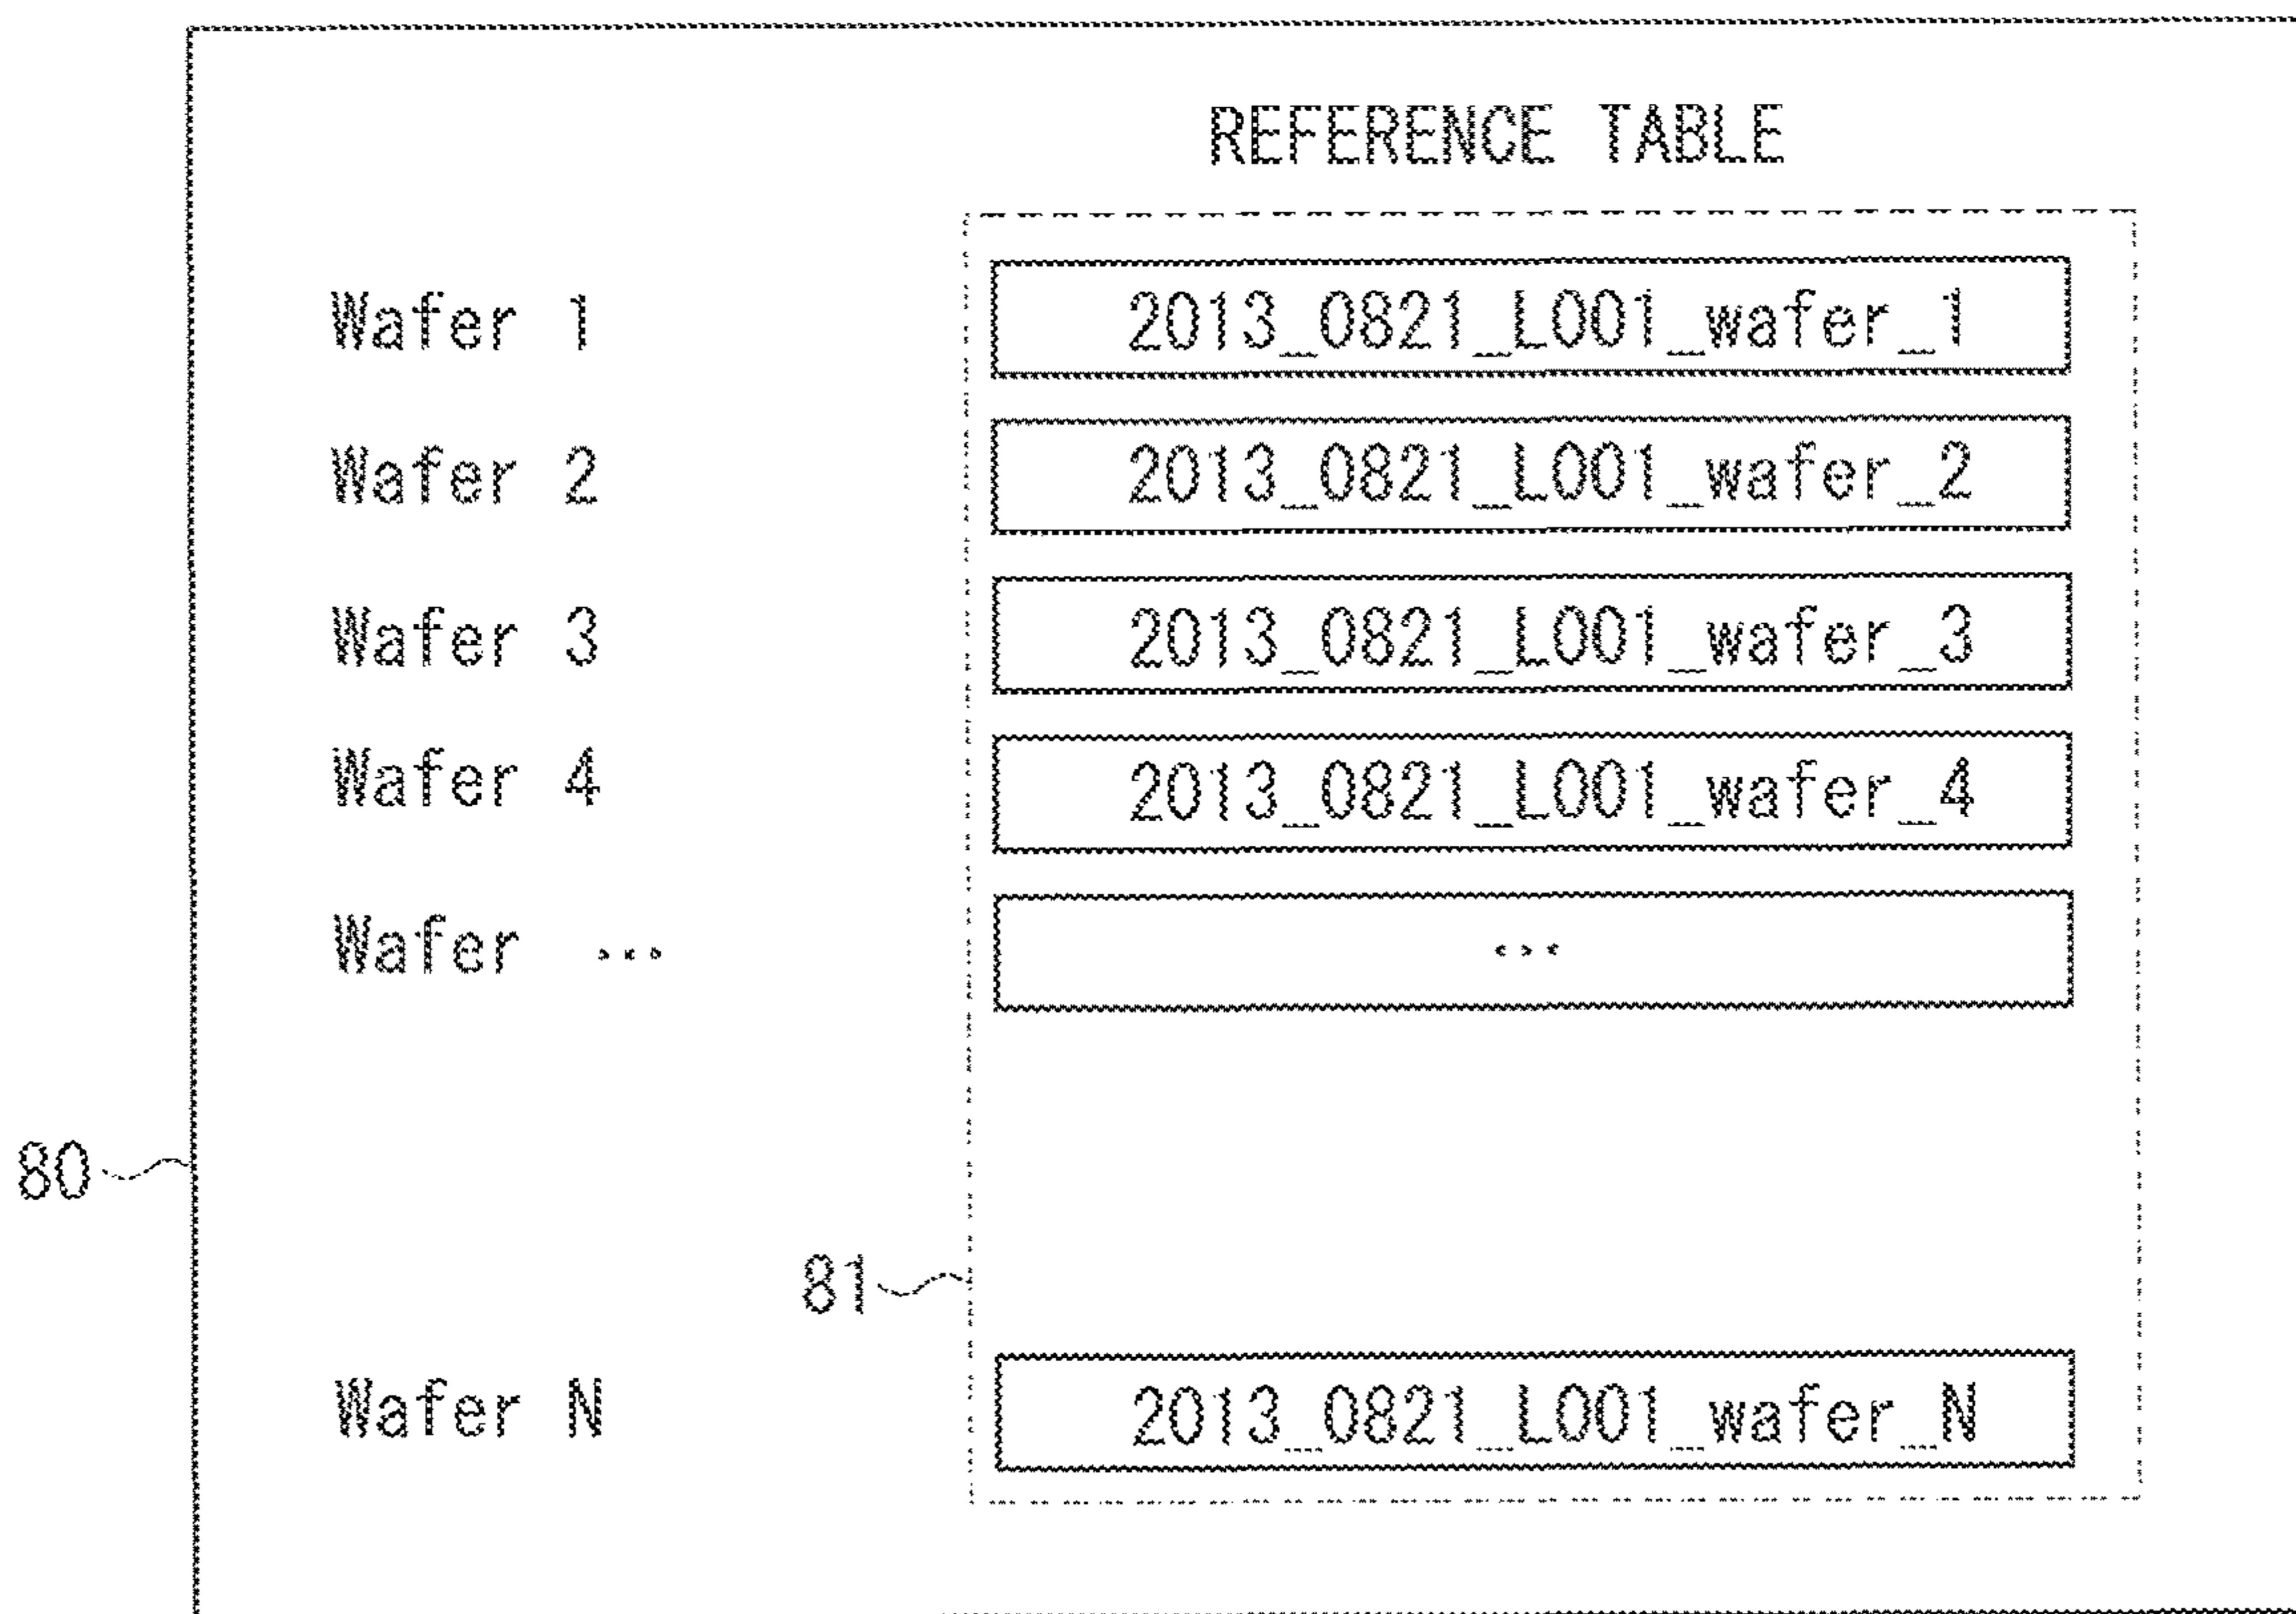 REFERENCE TABLE
Wafer 1 2013_0821_L001_wafer_1
Wafer 2 2013_0821_L001_wafer_2
Wafer 3 2013_0821_L001_wafer_3
Wafer 4 2013_0821_L001_wafer_4
Wafer ... ...
80
81
Wafer N 2013_0821_L001_wafer_N